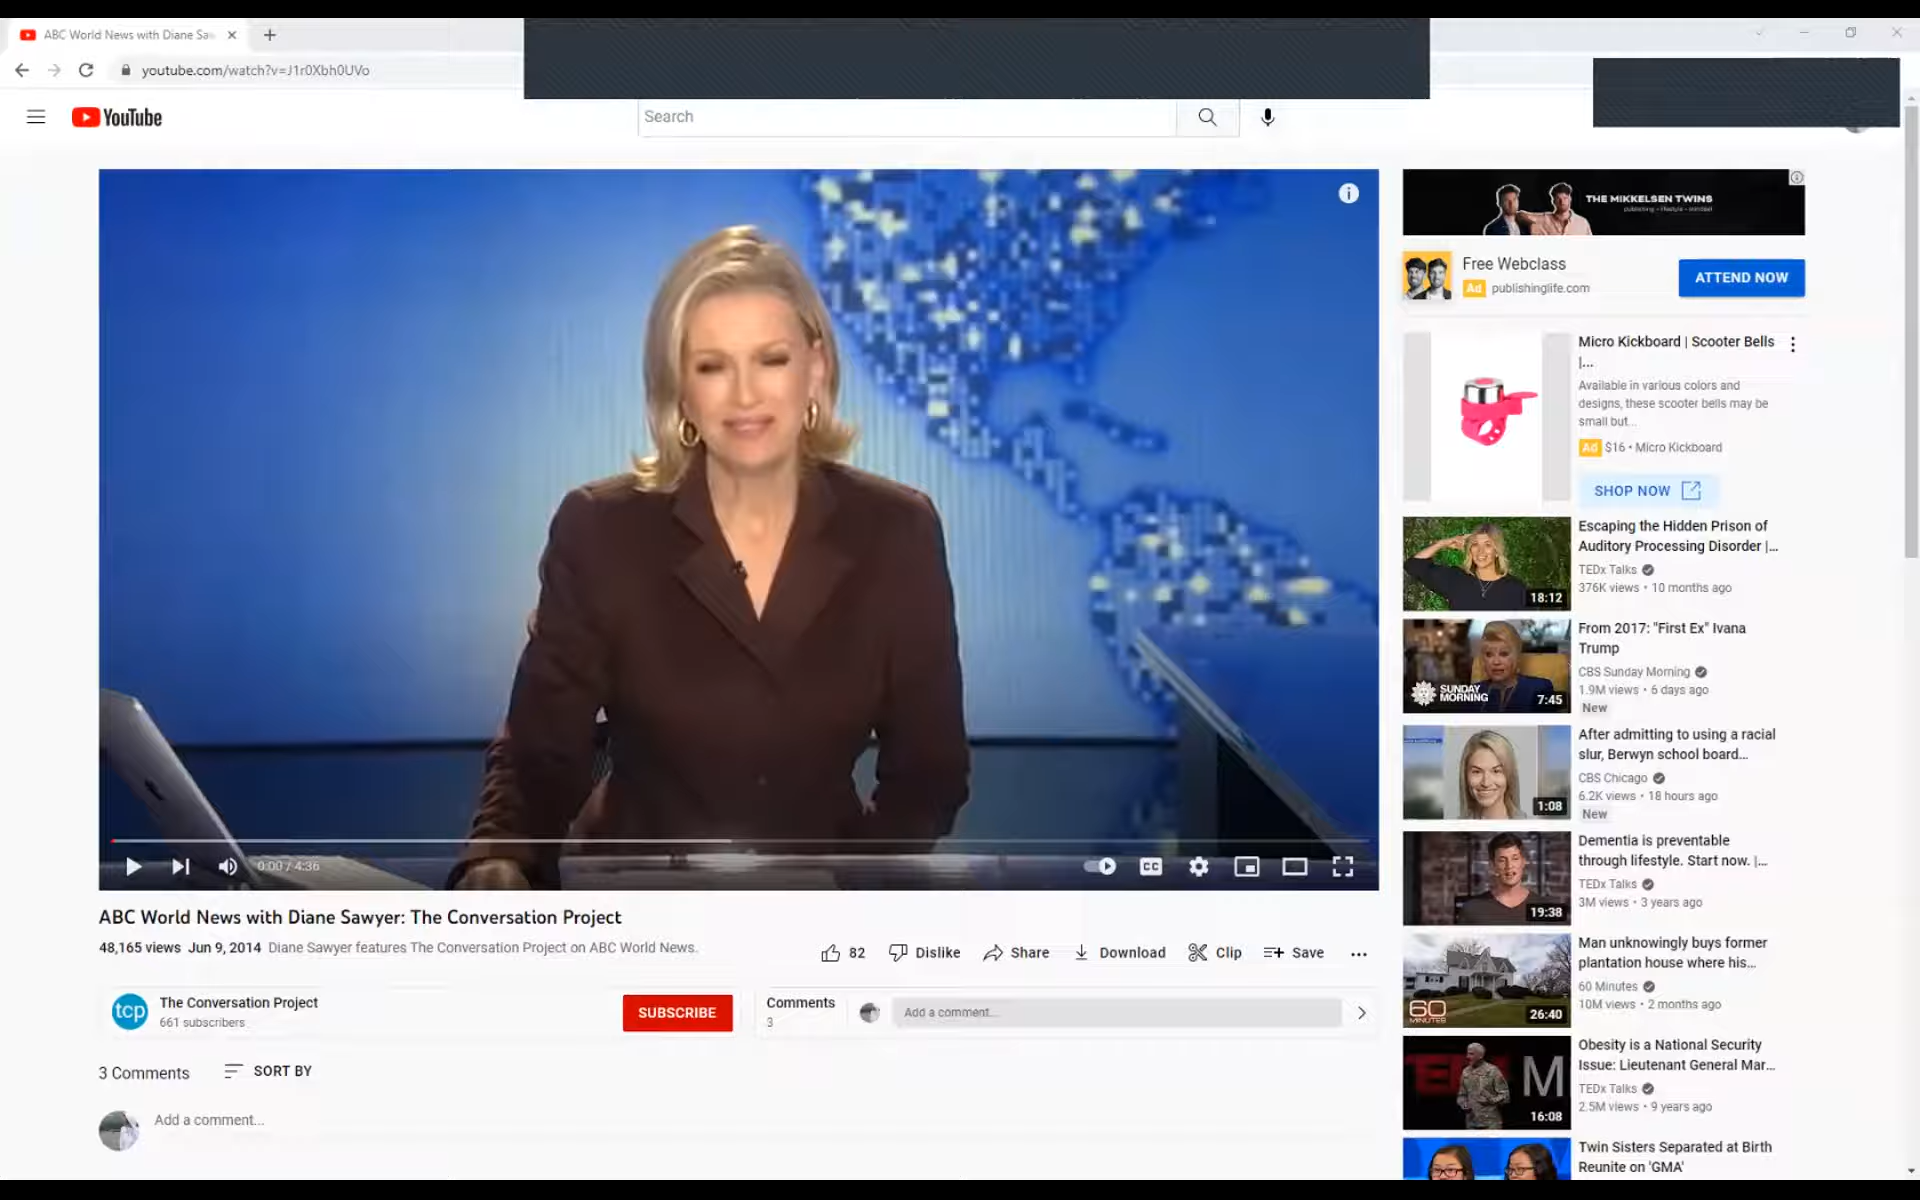 ABC World News with Diane Saw
youtube.com/watch?v=J1r0Xbh0UVo
YouTube
Search
0:00 / 4:36
CC
ABC World News with Diane Sawyer: The Conversation Project
48,165 views Jun 9, 2014 Diane Sawyer features The Conversation Project on ABC World News.
82
Dislike
Share
Download
Clip
Save
tcp
The Conversation Project
661 subscribers
SUBSCRIBE
Comments
3
Add a comment...
3 Comments
SORT BY
Add a comment...
THE MIKKELSEN TWINS
Free Webclass
Ad publishinglife.com
ATTEND NOW
Micro Kickboard | Scooter Bells
|...
Available in various colors and
designs, these scooter bells may be
small but...
Ad $16 • Micro Kickboard
SHOP NOW
18:12
Escaping the Hidden Prison of
Auditory Processing Disorder |...
TEDx Talks
376K views • 10 months ago
SUNDAY
MORNING
7:45
From 2017: "First Ex" Ivana
Trump
CBS Sunday Morning
1.9M views • 6 days ago
New
1:08
After admitting to using a racial
slur, Berwyn school board...
CBS Chicago
6.2K views • 18 hours ago
New
19:38
Dementia is preventable
through lifestyle. Start now. |...
TEDx Talks
3M views • 3 years ago
60
MINUTES
26:40
Man unknowingly buys former
plantation house where his...
60 Minutes
10M views • 2 months ago
16:08
Obesity is a National Security
Issue: Lieutenant General Mar...
TEDx Talks
2.5M views • 9 years ago
Twin Sisters Separated at Birth
Reunite on 'GMA'